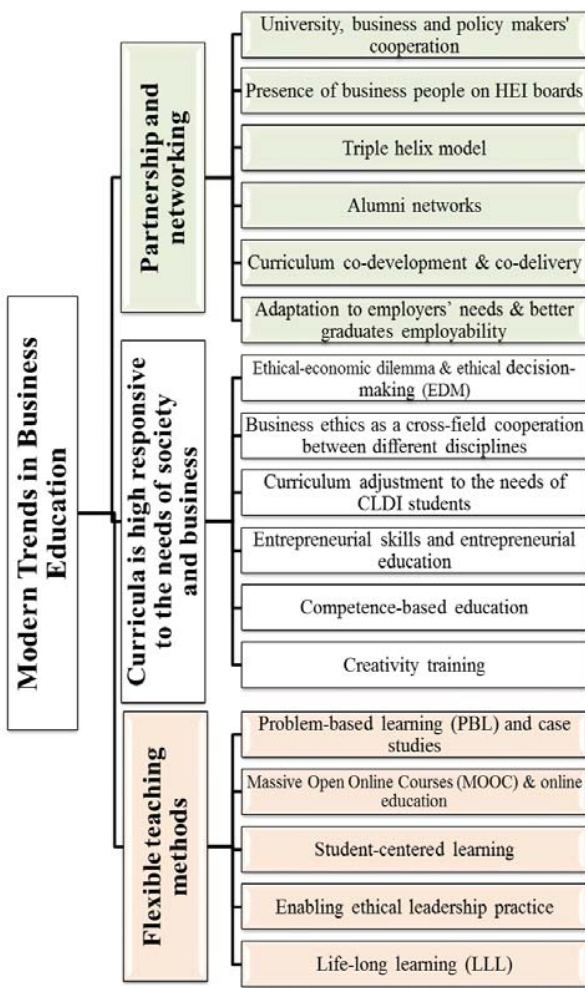 Modern Trends in Business
Education
Partnership and
networking
University, business and policy makers'
cooperation
Presence of business people on HEI boards
Triple helix model
Alumni networks
Curriculum co-development & co-delivery
Adaptation to employers' needs & better
graduates employability
Curricula is high responsive
to the needs of society
and business
Ethical-economic dilemma & ethical decision-
making (EDM)
Business ethics as a cross-field cooperation
between different disciplines
Curriculum adjustment to the needs of
CLDI students
Entrepreneurial skills and entrepreneurial
education
Competence-based education
Creativity training
Flexible teaching
methods
Problem-based learning (PBL) and case
studies
Massive Open Online Courses (MOOC) & online
education
Student-centered learning
Enabling ethical leadership practice
Life-long learning (LLL)